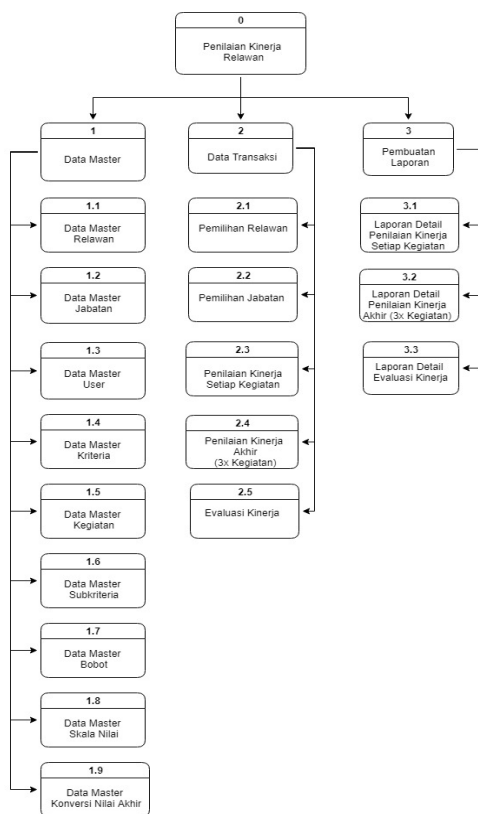 0
Penilaian Kinerja
Relawan
1
Data Master
2
Data Transaksi
3
Pembuatan
Laporan
1.1
Data Master
Relawan
1.2
Data Master
Jabatan
1.3
Data Master
User
1.4
Data Master
Kriteria
1.5
Data Master
Kegiatan
1.6
Data Master
Subkriteria
1.7
Data Master
Bobot
1.8
Data Master
Skala Nilai
1.9
Data Master
Konversi Nilai Akhir
2.1
Pemilihan Relawan
2.2
Pemilihan Jabatan
2.3
Penilaian Kinerja
Setiap Kegiatan
2.4
Penilaian Kinerja
Akhir
(3x Kegiatan)
2.5
Evaluasi Kinerja
3.1
Laporan Detail
Penilaian Kinerja
Setiap Kegiatan
3.2
Laporan Detail
Penilaian Kinerja
Akhir (3x Kegiatan)
3.3
Laporan Detail
Evaluasi Kinerja